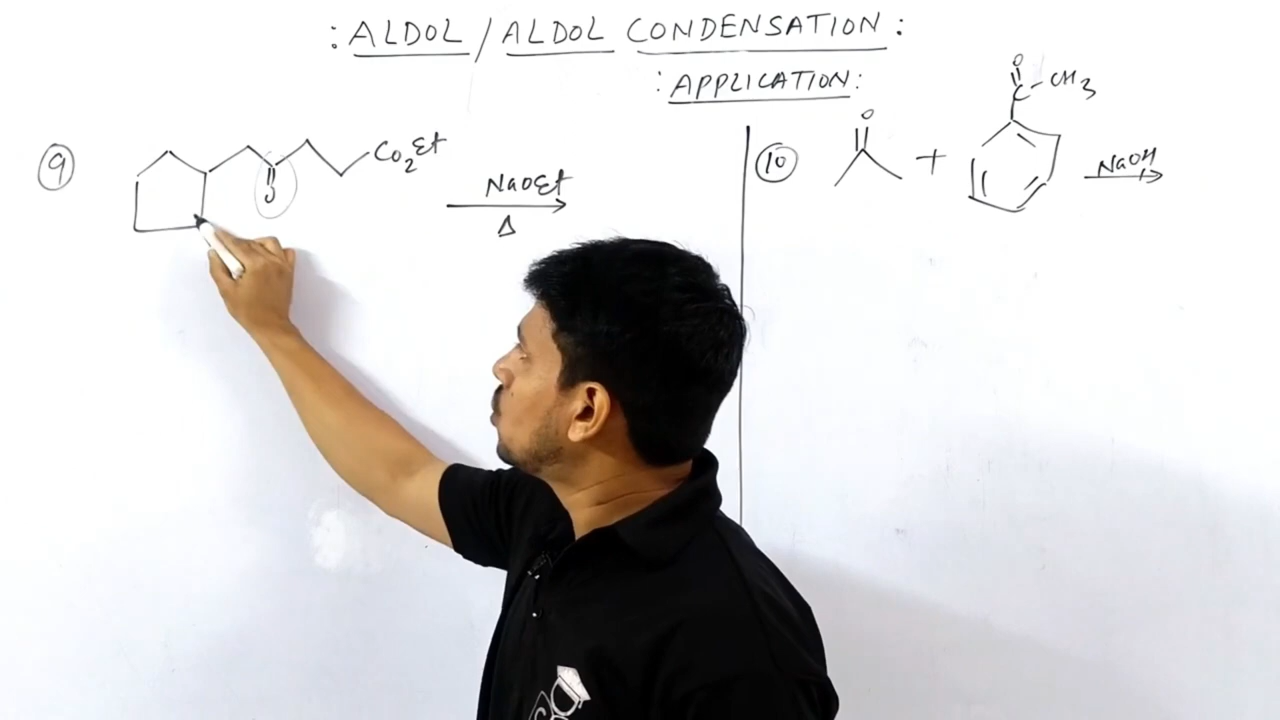 : ALDOL / ALDOL CONDENSATION :
: APPLICATION :
9
O
CO2Et
NaOEt
Δ
10
O
+
O
C-CH3
NaOH